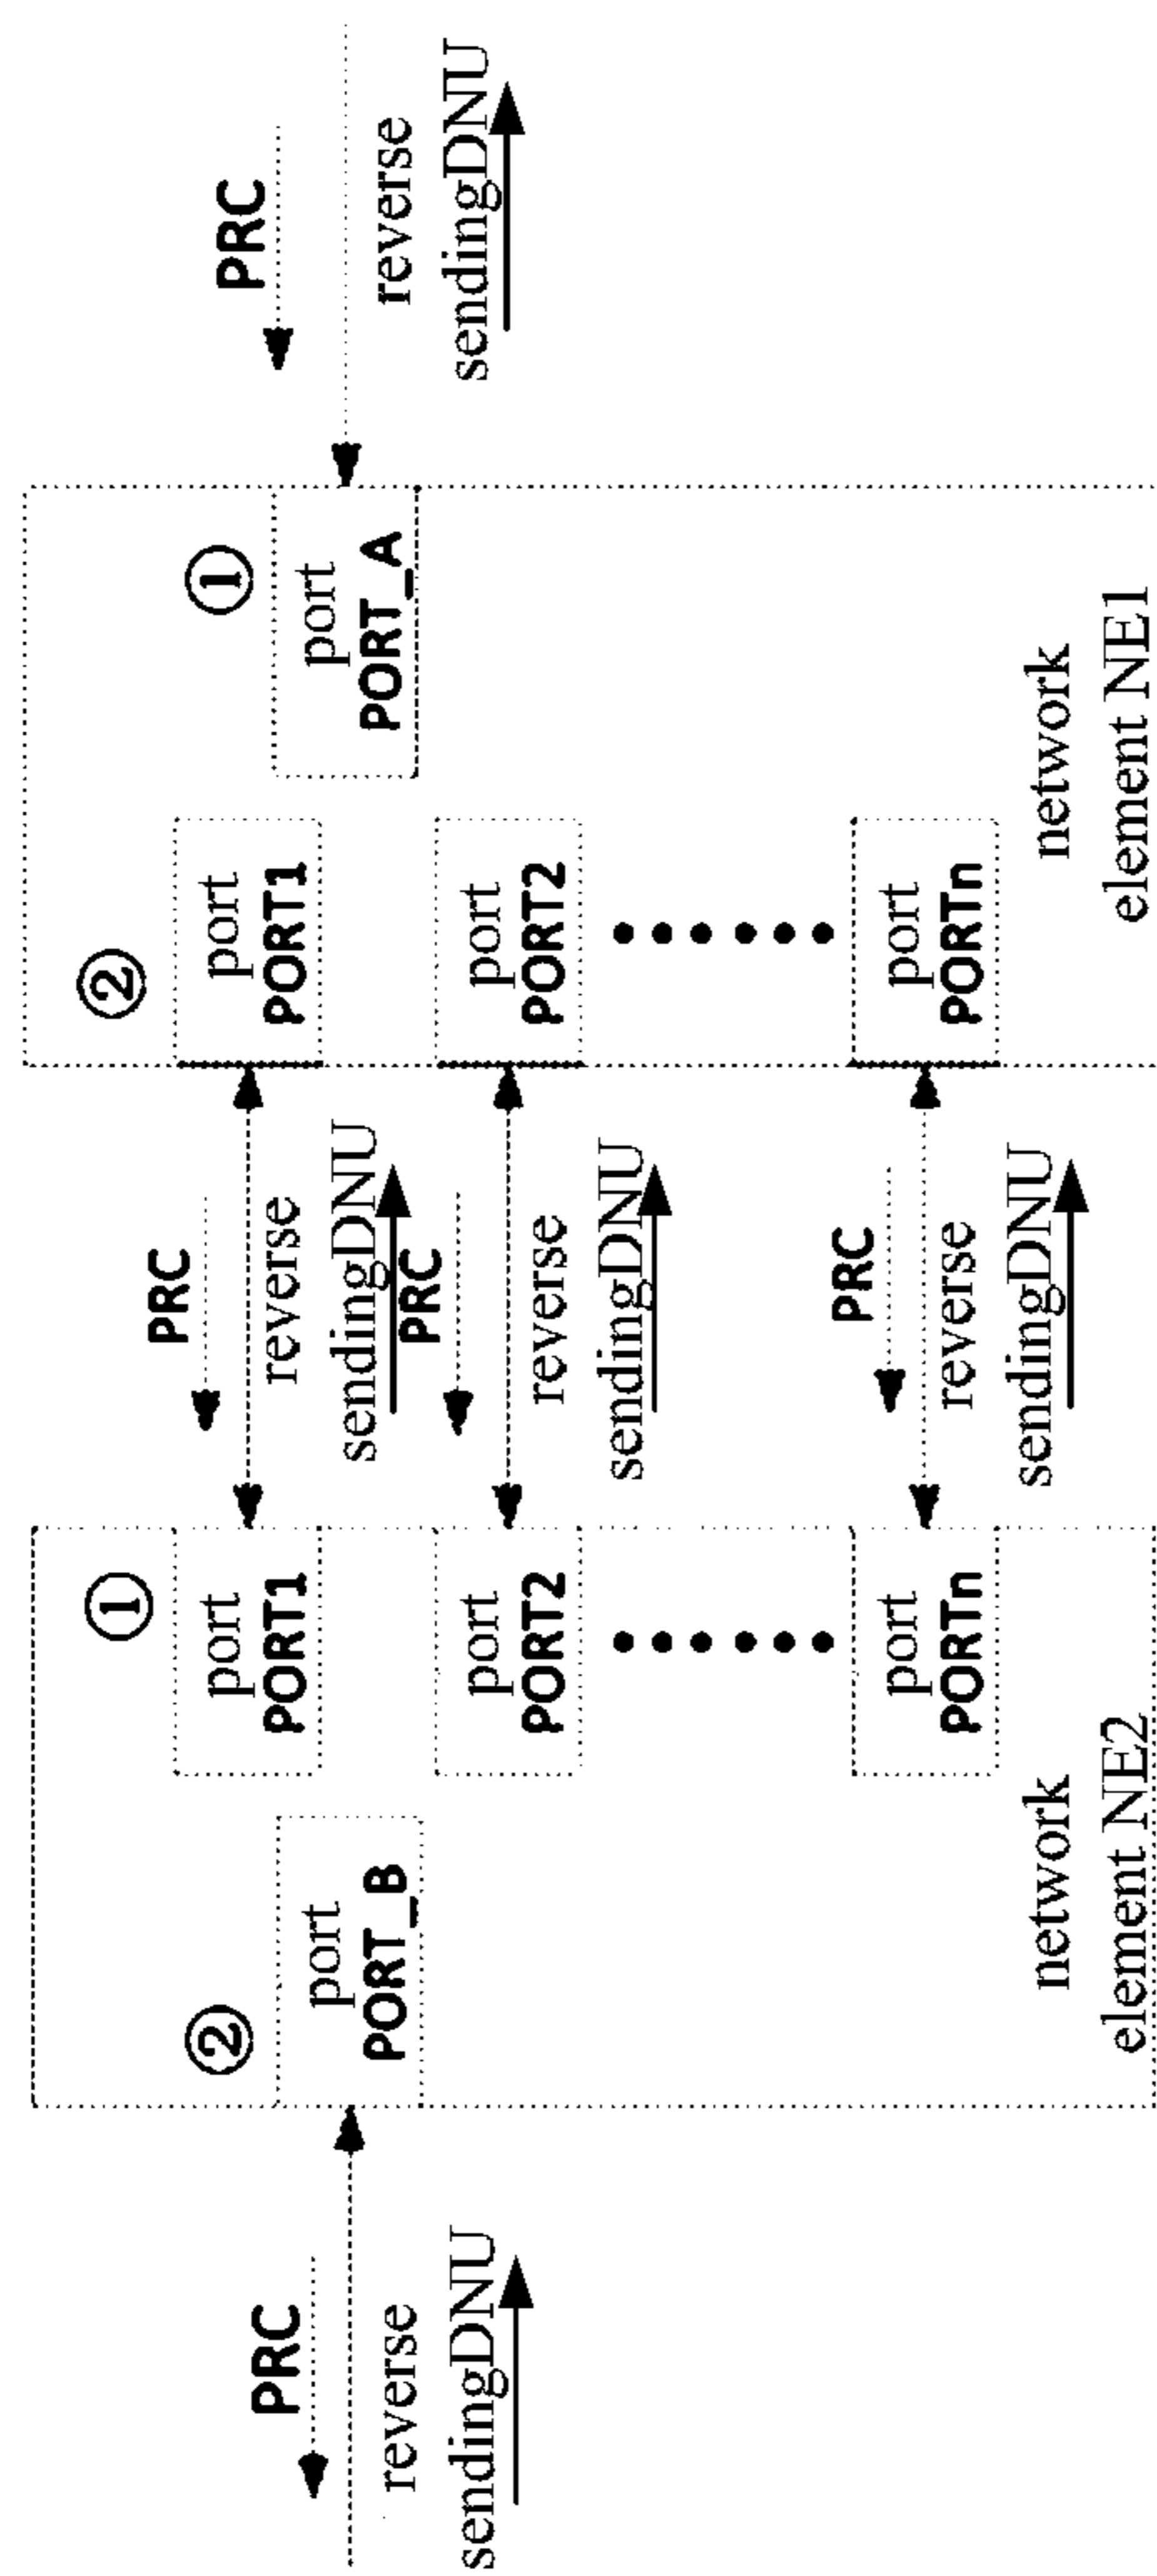 PRC
reverse
sendingDNU
②
port
PORT_B
①
port
PORT1
port
PORT2
port
PORTn
network
element NE2
PRC
reverse
sendingDNU
PRC
reverse
sendingDNU
PRC
reverse
sendingDNU
②
port
PORT1
port
PORT2
port
PORTn
①
port
PORT_A
network
element NE1
PRC
reverse
sendingDNU